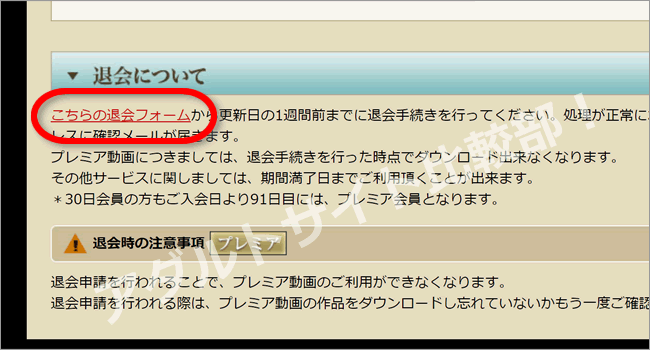 ▼ 退会について
こちらの退会フォームから更新日の1週間前までに退会手続きを行ってください。処理が正常に
レスに確認メールが届きます。
プレミア動画につきましては、退会手続きを行った時点でダウンロード出来なくなります。
その他サービスに関しましては、期間満了日までご利用頂くことが出来ます。
＊30日会員の方もご入会日より91日目には、プレミア会員となります。
退会時の注意事項 プレミア
退会申請を行われることで、プレミア動画のご利用ができなくなります。
退会申請を行われる際は、プレミア動画の作品をダウンロードし忘れていないかもう一度ご確認
アダルトサイト比較部！